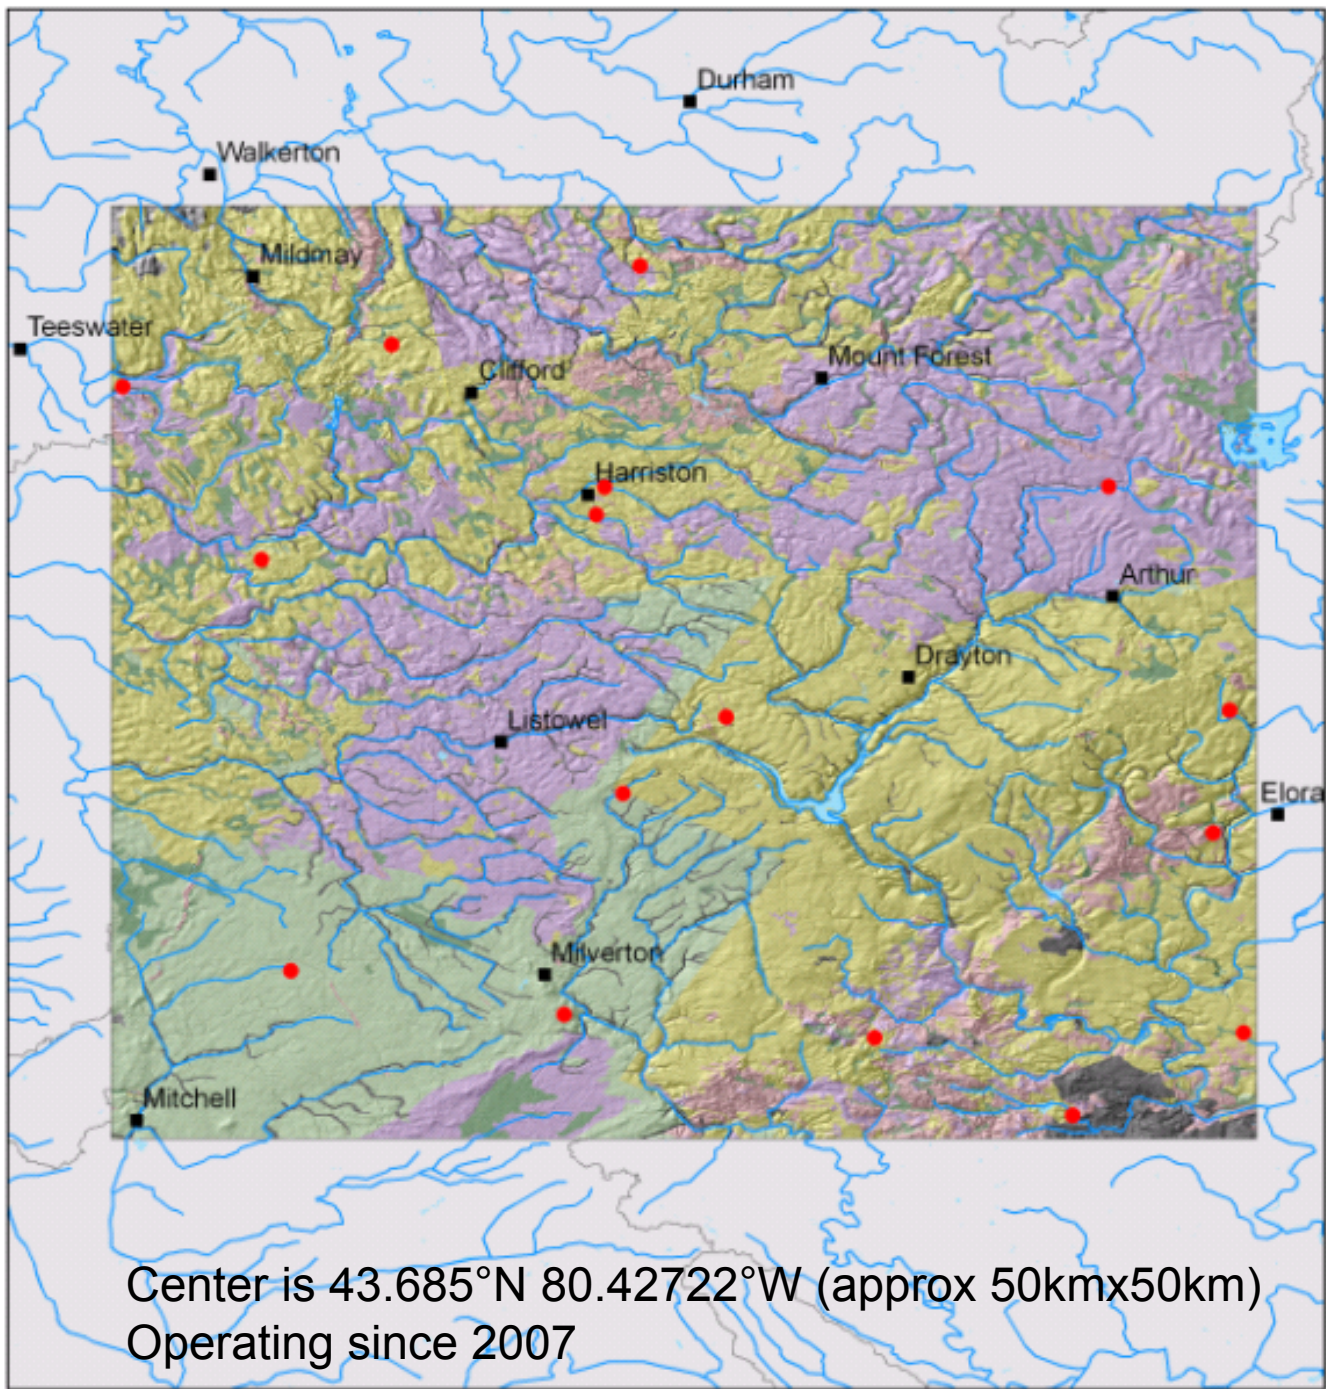 Durham
Walkerton
Mildmay
Teeswater
Mount Forest
Clifford
Harriston
Arthur
Drayton
Listowel
Elora
Milverton
Mitchell
Center is 43.685°N 80.42722°W (approx 50kmx50km)
Operating since 2007